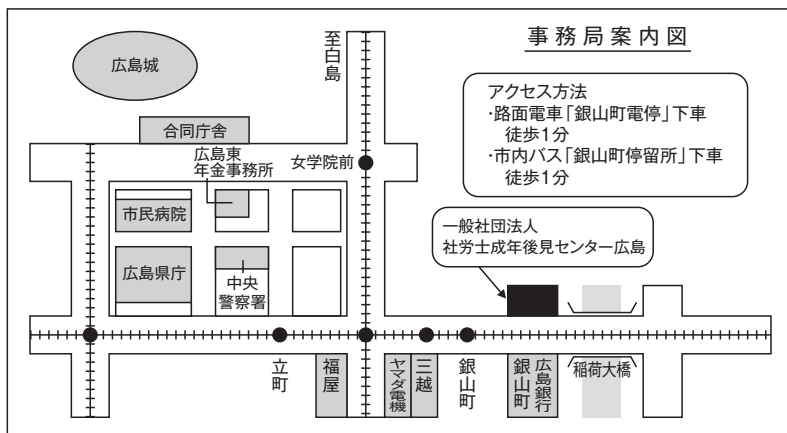 事務局案内図
アクセス方法
・路面電車「銀山町電停」下車
徒歩1分
・市内バス「銀山町停留所」下車
徒歩1分
至白島
広島城
合同庁舎
広島東
年金事務所
女学院前
市民病院
広島県庁
中央
警察署
一般社団法人
社労士成年後見センター広島
立町
福屋
ヤマダ電機
三越
銀山町
広島銀行
銀山町
稲荷大橋